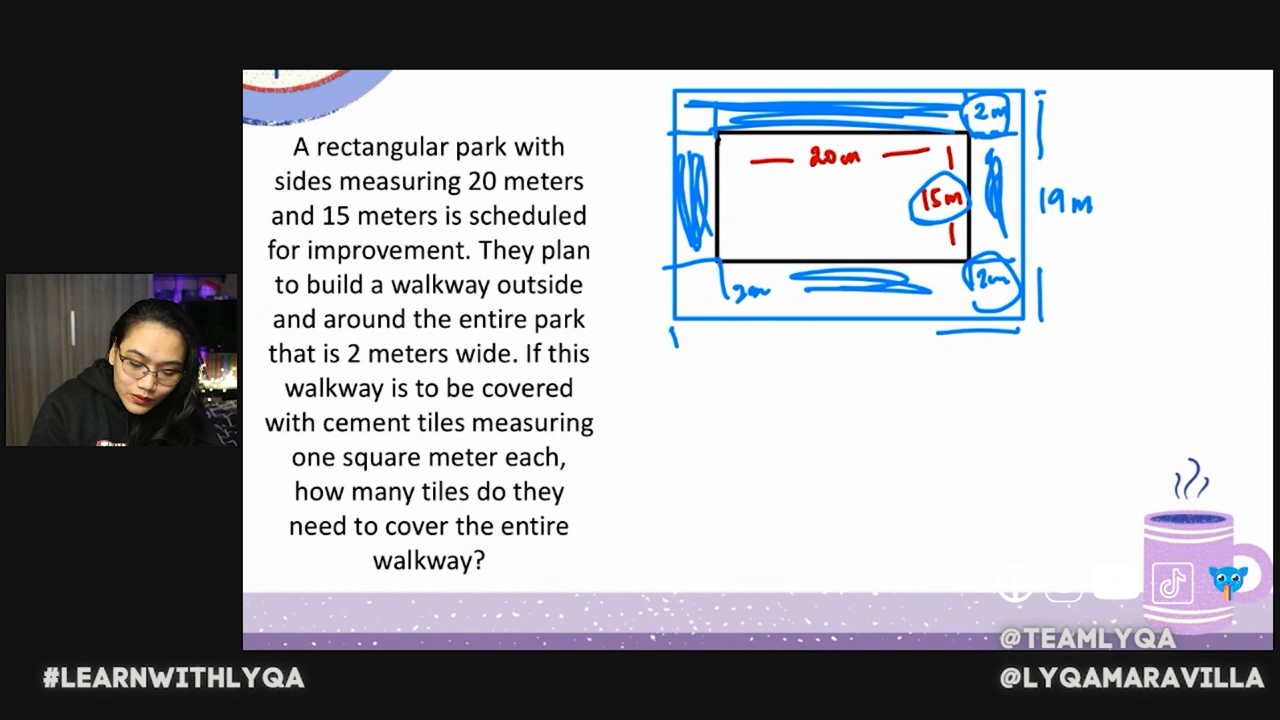 A rectangular park with
sides measuring 20 meters
and 15 meters is scheduled
for improvement. They plan
to build a walkway outside
and around the entire park
that is 2 meters wide. If this
walkway is to be covered
with cement tiles measuring
one square meter each,
how many tiles do they
need to cover the entire
walkway?
2m
20m
15m
19m
2m
2m
@TEAMLYQA
#LEARNWITHLYQA
@LYQAMARAVILLA